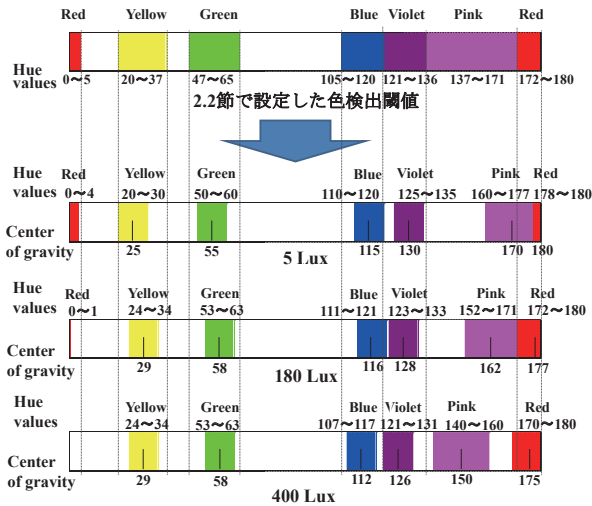 Red Yellow Green Blue Violet Pink Red
Hue values 0～5 20～37 47～65 105～120 121～136 137～171 172～180
2.2節で設定した色検出閾値
Hue values
Red Yellow Green Blue Violet Pink Red
0～4 20～30 50～60 110～120 125～135 160～177 178～180
Center of gravity 25 55 115 130 170 180
5 Lux
Hue values
Red Yellow Green Blue Violet Pink Red
0～1 24～34 53～63 111～121 123～133 152～171 172～180
Center of gravity 29 58 116 128 162 177
180 Lux
Hue values
Yellow Green Blue Violet Pink Red
24～34 53～63 107～117 121～131 140～160 170～180
Center of gravity 29 58 112 126 150 175
400 Lux